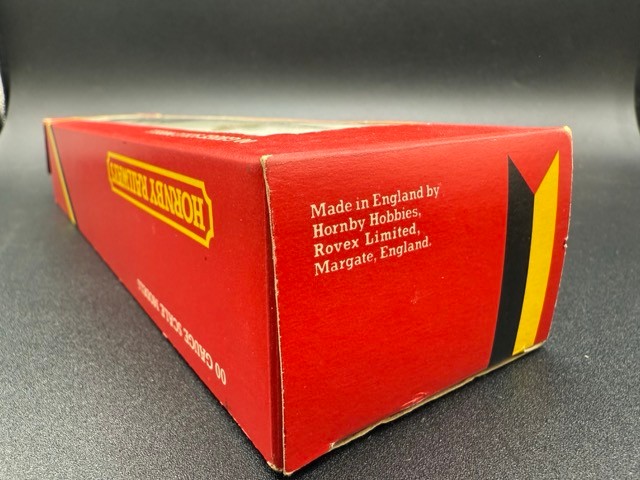 Made in England by
Hornby Hobbies,
Rovex Limited,
Margate, England.
HORNBY RAILWAYS
00 GAUGE SCALE MODELS